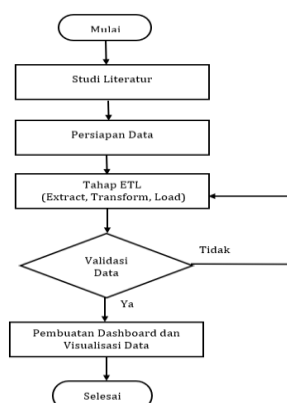 Mulai
Studi Literatur
Persiapan Data
Tahap ETL
(Extract, Transform, Load)
Validasi
Data
Tidak
Ya
Pembuatan Dashboard dan
Visualisasi Data
Selesai